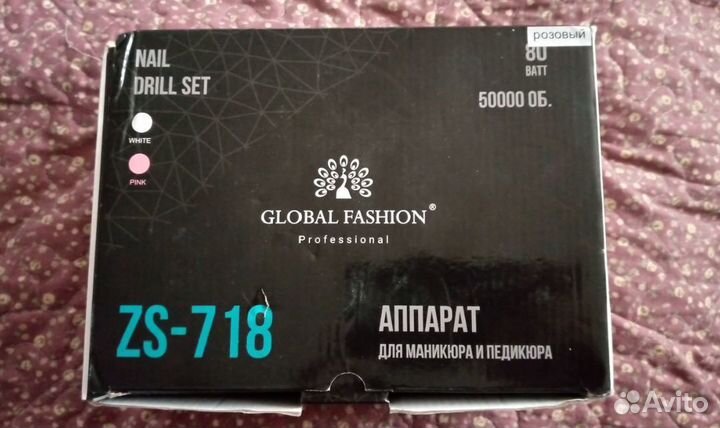 NAIL
DRILL SET
WHITE
PINK
розовый
80
ВАТТ
50000 ОБ.
GLOBAL FASHION®
Professional
ZS-718
АППАРАТ
ДЛЯ МАНИКЮРА И ПЕДИКЮРА
Avito